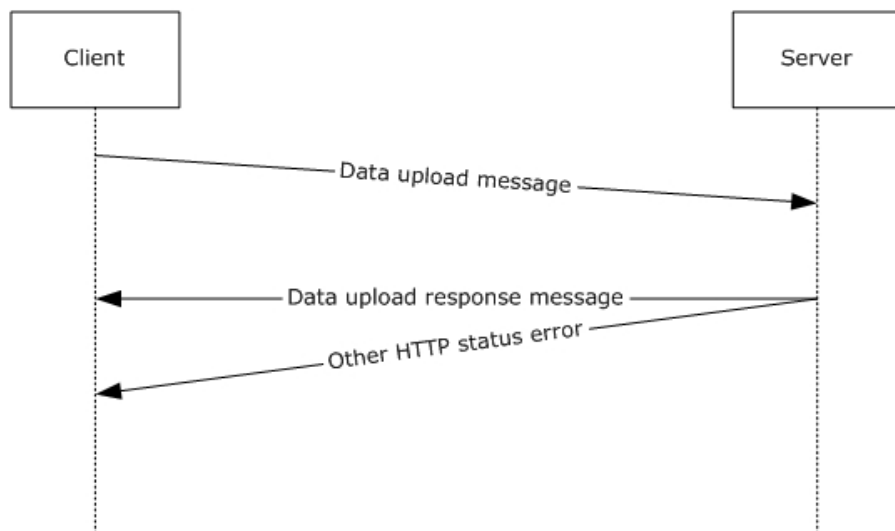 Client
Server
Data upload message
Data upload response message
Other HTTP status error